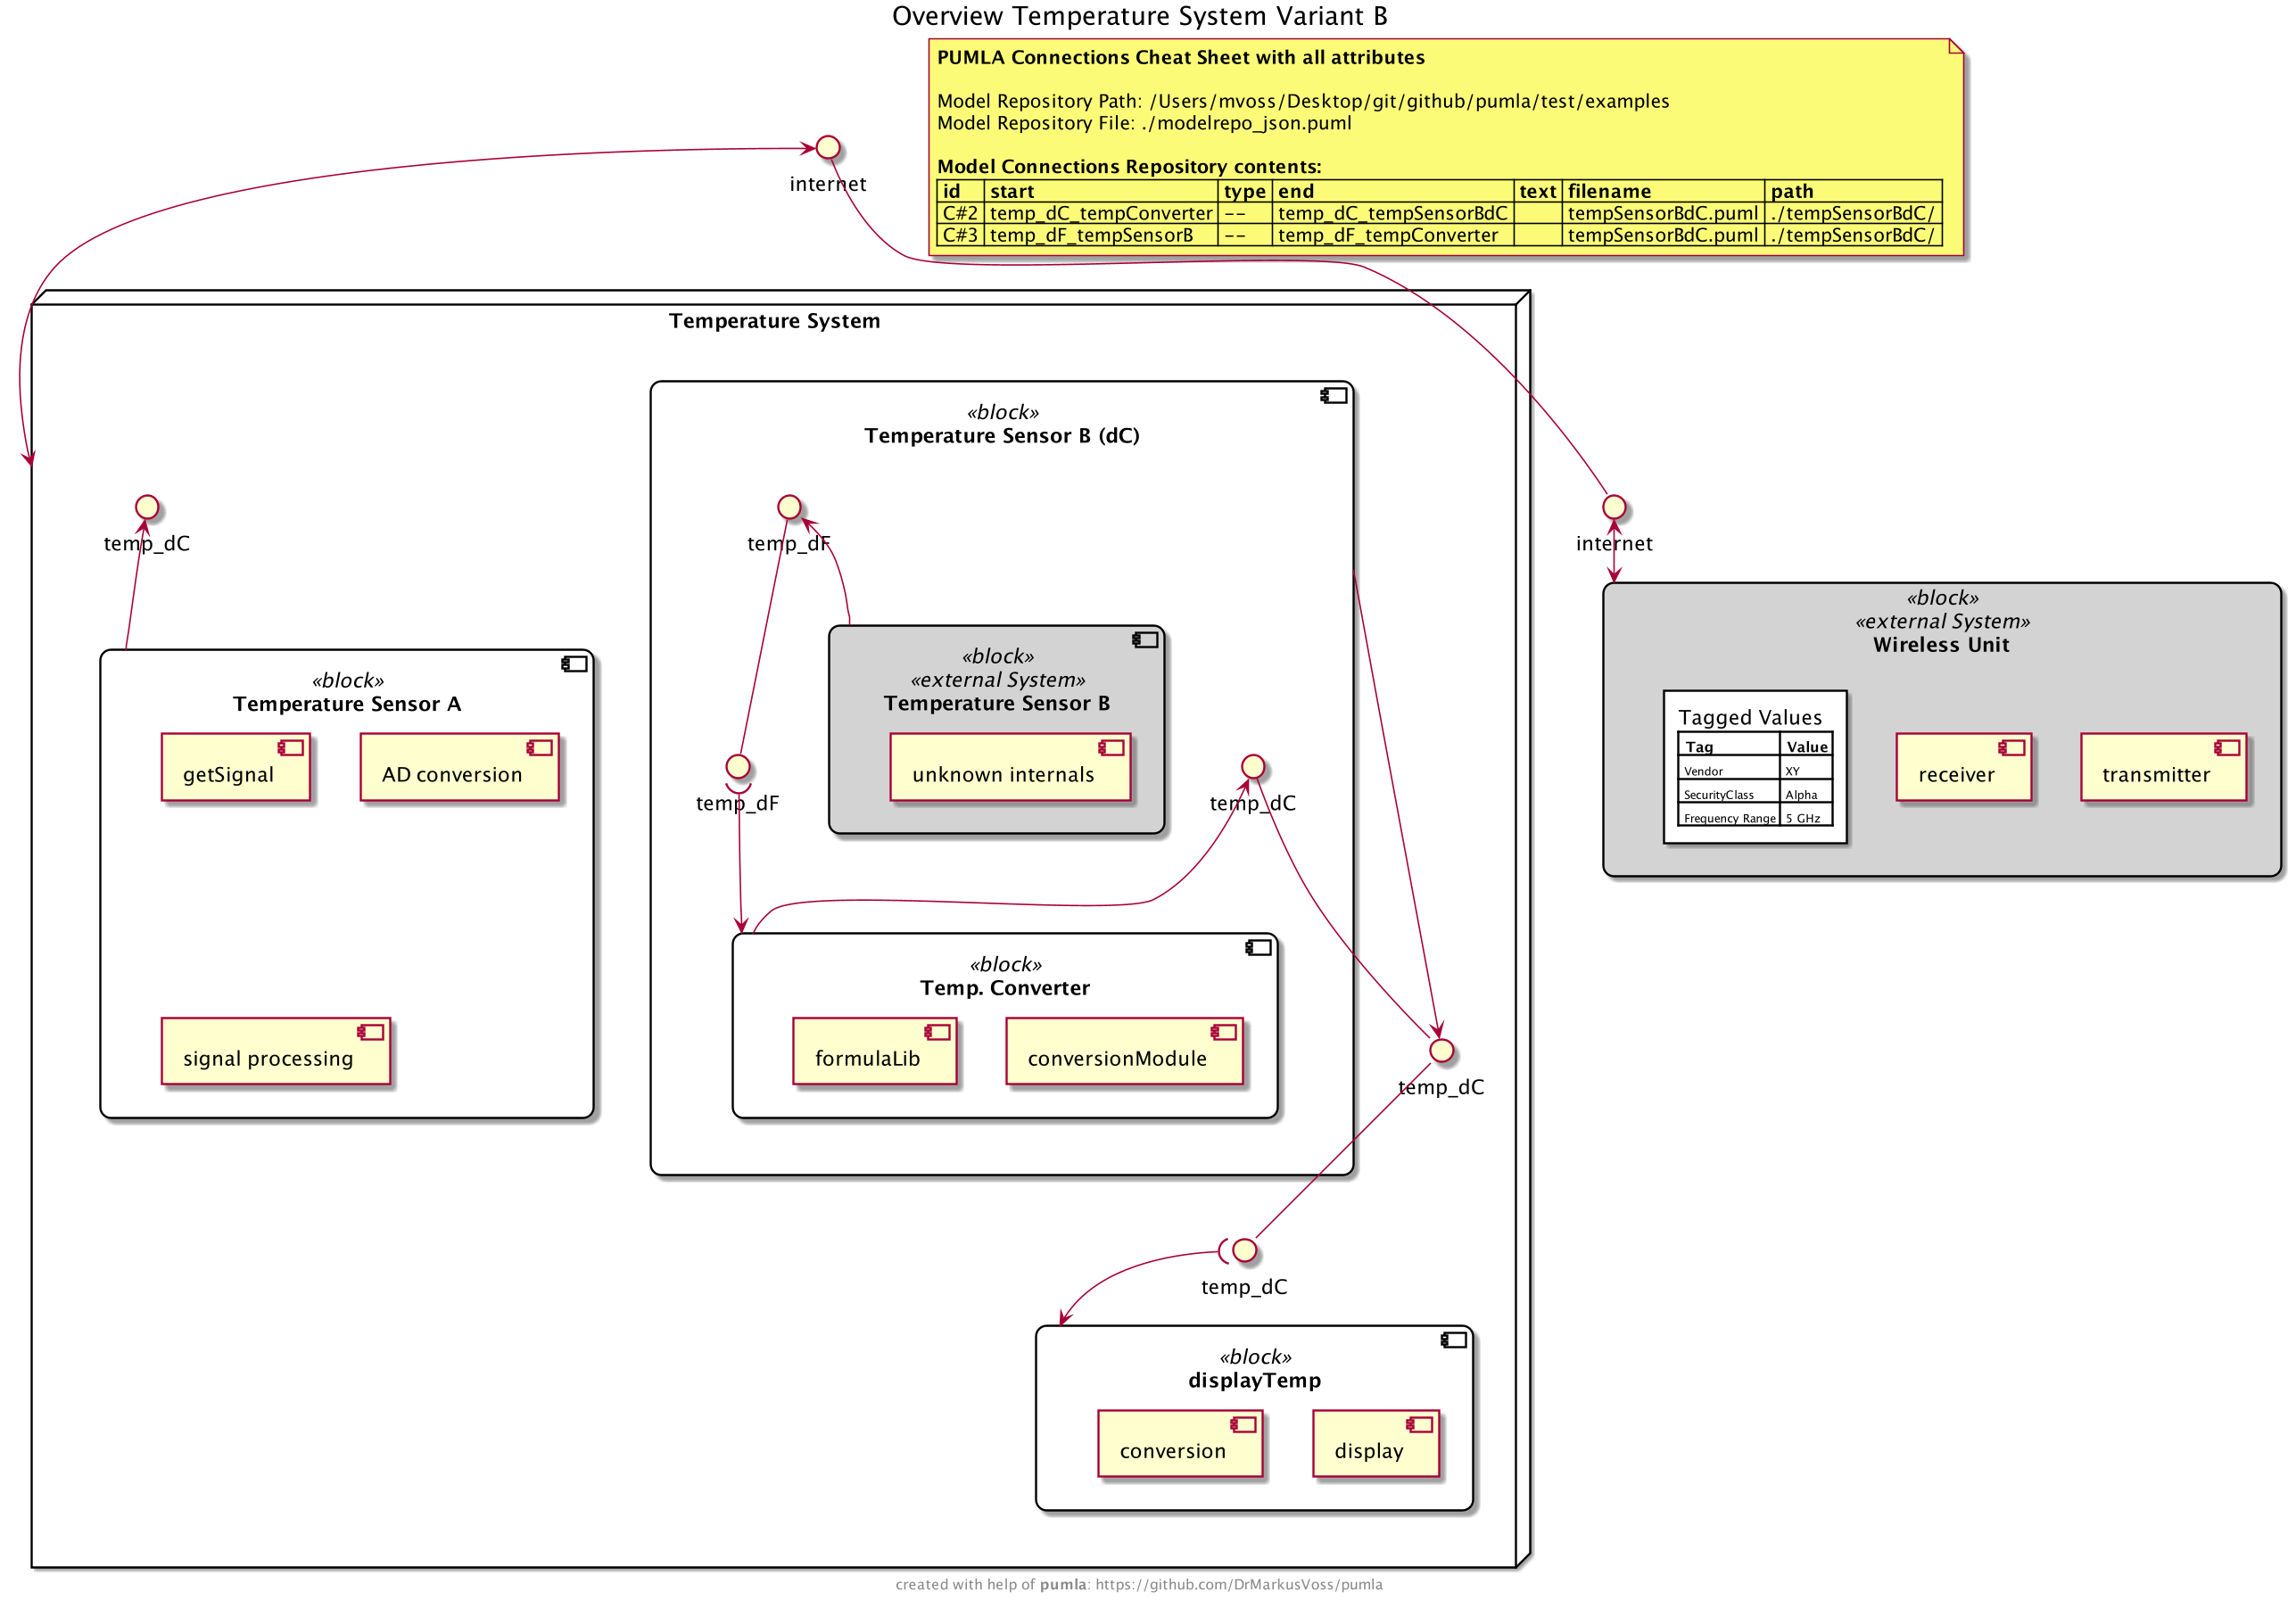 Overview Temperature System Variant B
PUMLA Connections Cheat Sheet with all attributes
Model Repository Path: /Users/mvoss/Desktop/git/github/pumla/test/examples
Model Repository File: ./modelrepo_json.puml
Model Connections Repository contents:
id start type end text filename path
C#2 temp_dC_tempConverter -- temp_dC_tempSensorBdC tempSensorBdC.puml ./tempSensorBdC/
C#3 temp_dF_tempSensorB -- temp_dF_tempConverter tempSensorBdC.puml ./tempSensorBdC/
internet
Temperature System
«block»
Temperature Sensor B (dC)
temp_dC
temp_dF
internet
«block»
«external System»
Wireless Unit
Tagged Values
Tag Value
Vendor XY
SecurityClass Alpha
Frequency Range 5 GHz
receiver
transmitter
«block»
«external System»
Temperature Sensor B
unknown internals
«block»
Temperature Sensor A
getSignal
AD conversion
signal processing
temp_dF
temp_dC
«block»
Temp. Converter
formulaLib
conversionModule
temp_dC
temp_dC
«block»
displayTemp
conversion
display
created with help of pumla: https://github.com/DrMarkusVoss/pumla